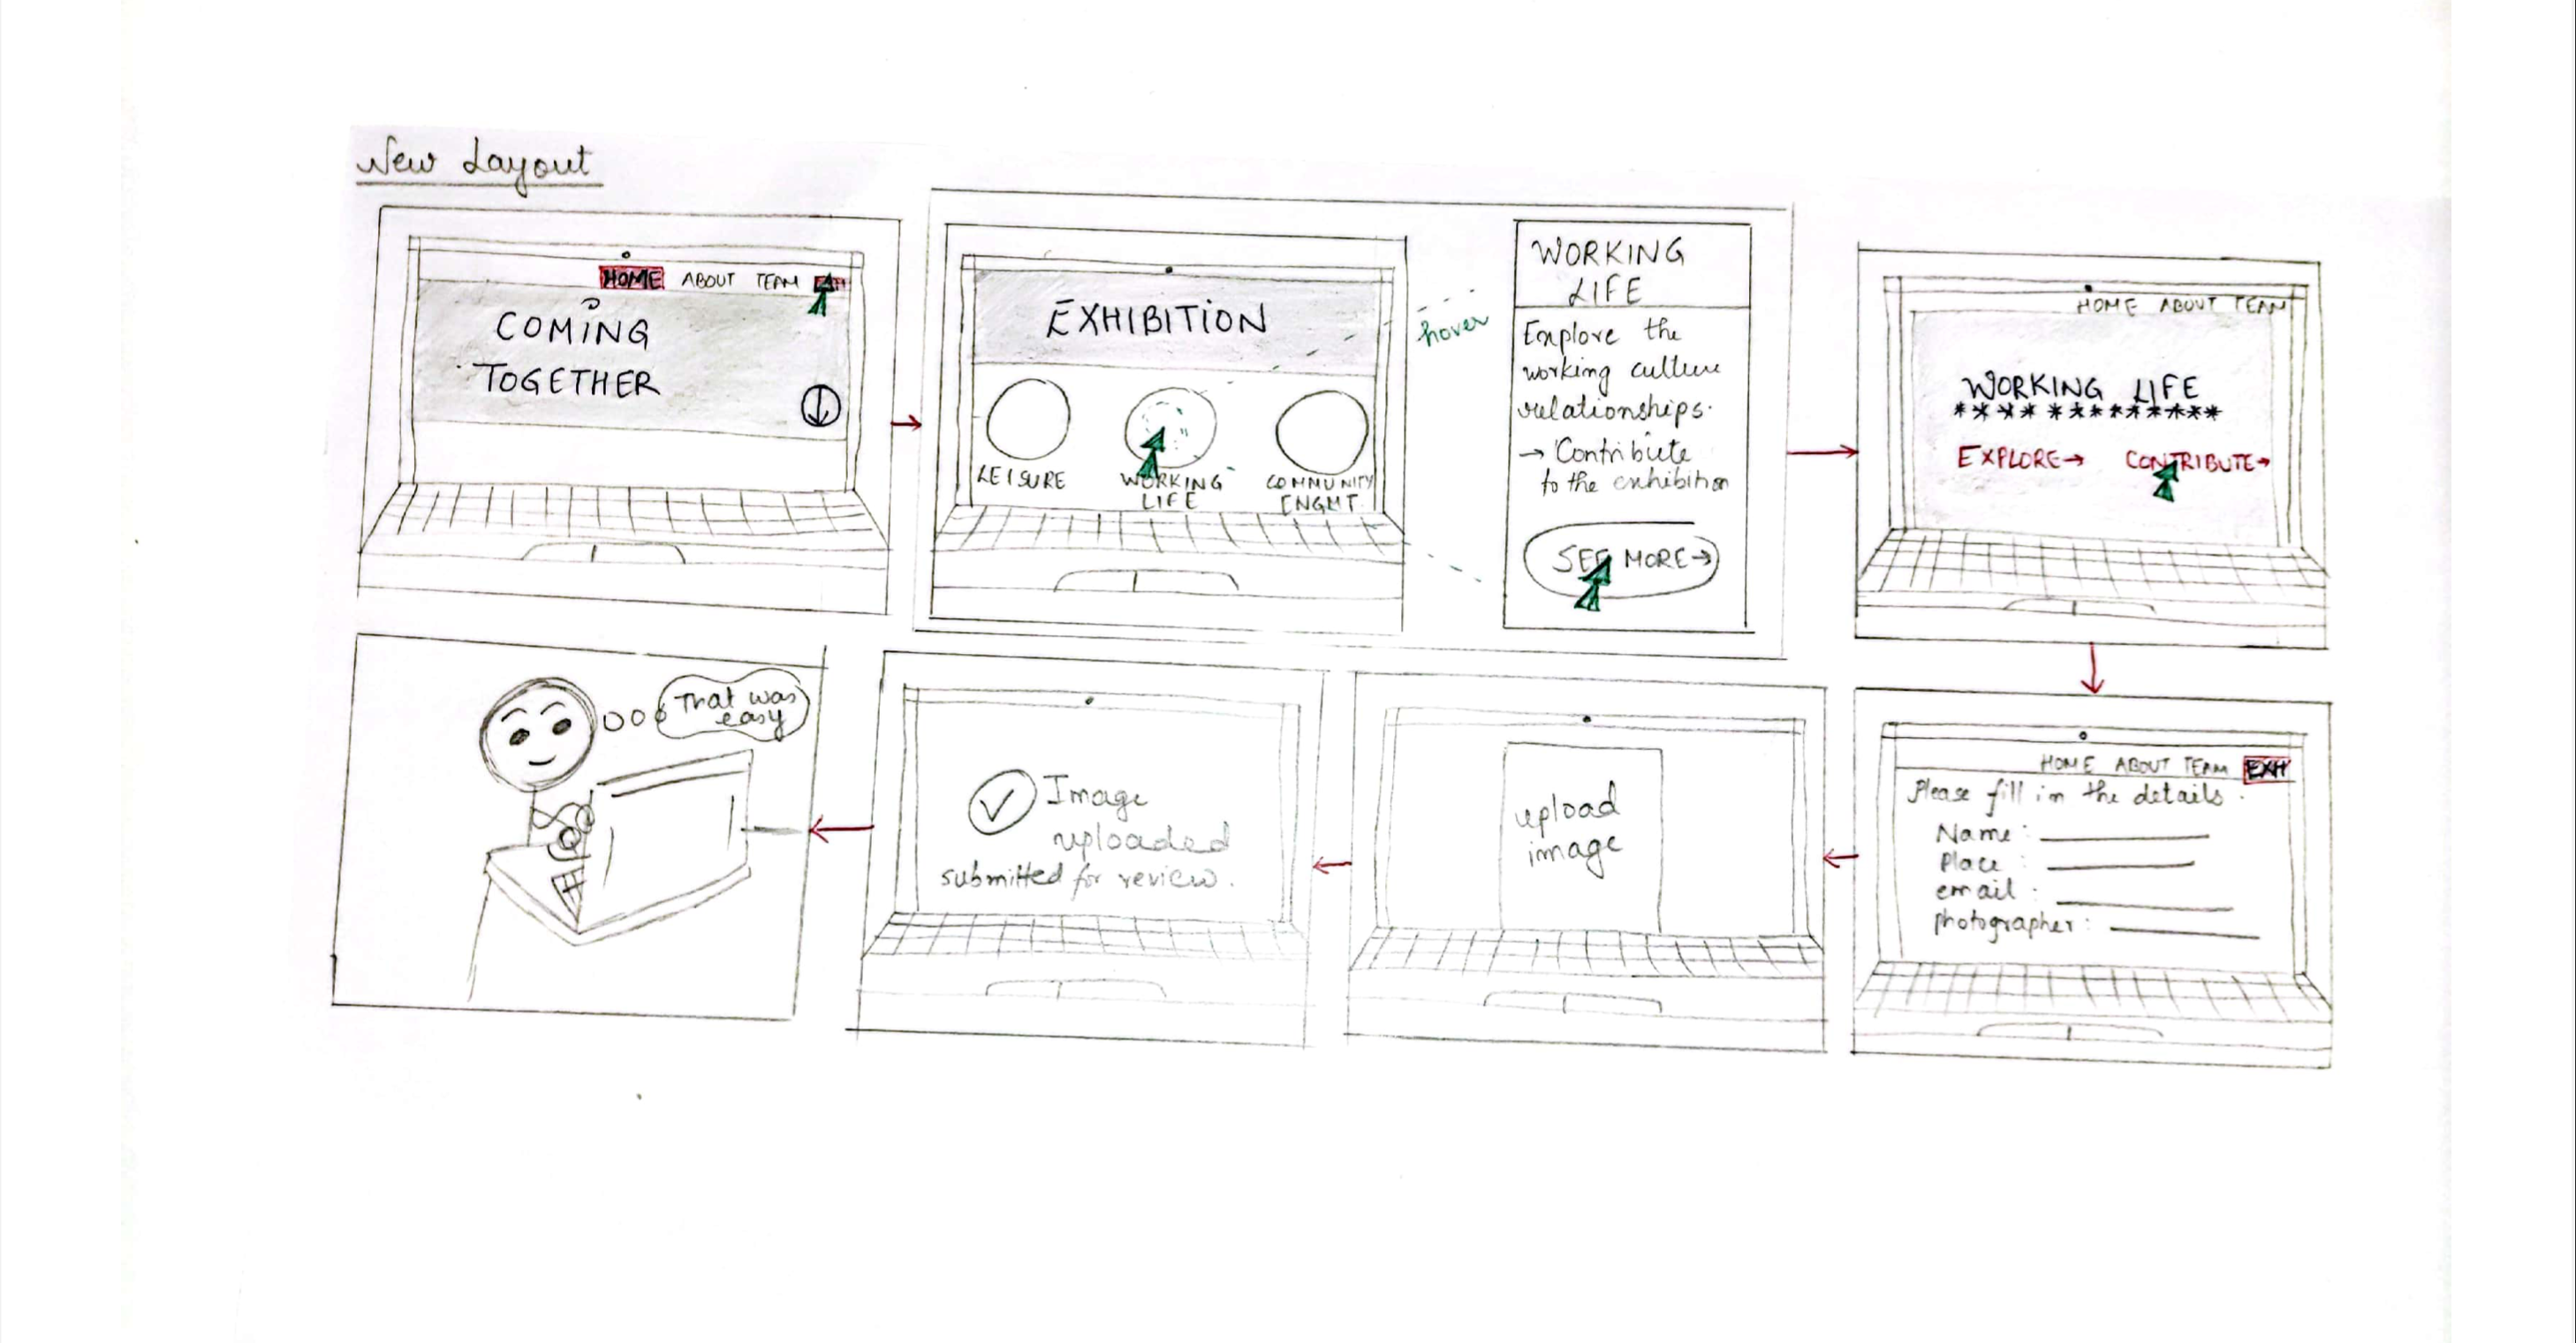 New Layout
HOME ABOUT TEAM
COMING
TOGETHER
EXHIBITION
LEISURE
WORKING
LIFE
COMMUNITY
ENGMT
hover
WORKING
LIFE
Explore the
working culture
relationships.
→ Contribute
to the exhibition
SEE MORE→
HOME ABOUT TEAM
WORKING LIFE
*************
EXPLORE→ CONTRIBUTE→
HOME ABOUT TEAM EXH
Please fill in the details.
Name:
Place:
email:
photographer:
upload
image
Image
uploaded
submitted for review.
That was
easy